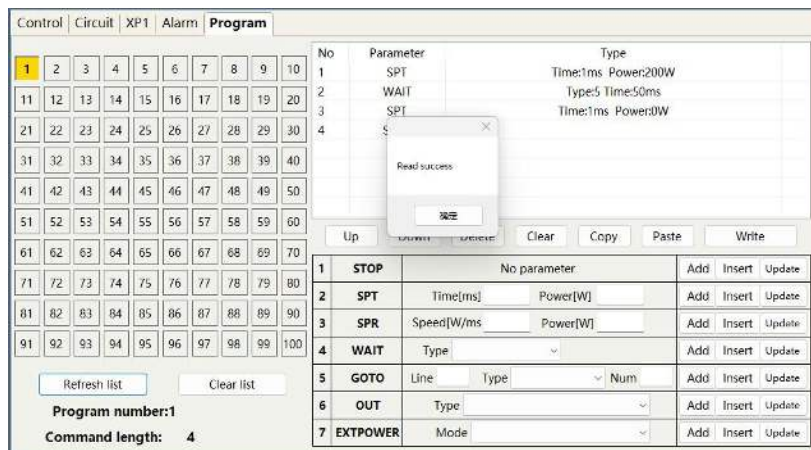 Control Circuit XP1 Alarm Program
No Parameter Type
1 SPT Time:1ms Power:200W
2 WAIT Type:5 Time:50ms
3 SPT Time:1ms Power:0W
4
Read success
確定
1 2 3 4 5 6 7 8 9 10
11 12 13 14 15 16 17 18 19 20
21 22 23 24 25 26 27 28 29 30
31 32 33 34 35 36 37 38 39 40
41 42 43 44 45 46 47 48 49 50
51 52 53 54 55 56 57 58 59 60
61 62 63 64 65 66 67 68 69 70
71 72 73 74 75 76 77 78 79 80
81 82 83 84 85 86 87 88 89 90
91 92 93 94 95 96 97 98 99 100
Refresh list Clear list
Program number:1
Command length: 4
Up Down Delete Clear Copy Paste Write
1 STOP No parameter Add Insert Update
2 SPT Time[ms] Power[W] Add Insert Update
3 SPR Speed[W/ms Power[W] Add Insert Update
4 WAIT Type Add Insert Update
5 GOTO Line Type Num Add Insert Update
6 OUT Type Add Insert Update
7 EXTPOWER Mode Add Insert Update